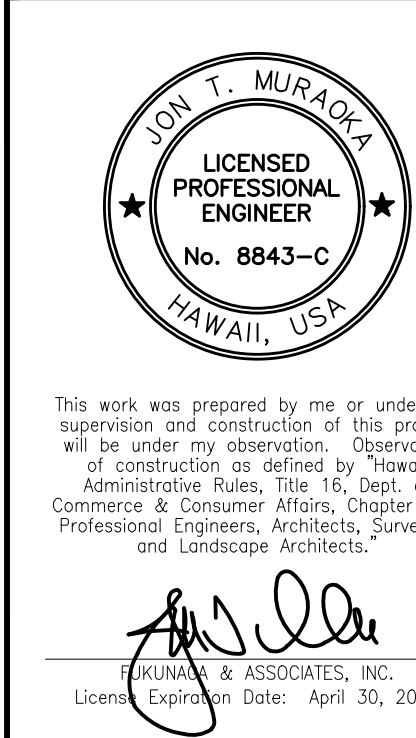 JON T. MURAOKA
LICENSED
PROFESSIONAL
ENGINEER
No. 8843-C
HAWAII, USA
This work was prepared by me or unde
supervision and construction of this pro
will be under my observation. Observa
of construction as defined by "Hawa
Administrative Rules, Title 16, Dept.
Commerce & Consumer Affairs, Chapter
Professional Engineers, Architects, Surve
and Landscape Architects."
FUKUNAGA & ASSOCIATES, INC.
License Expiration Date: April 30, 20